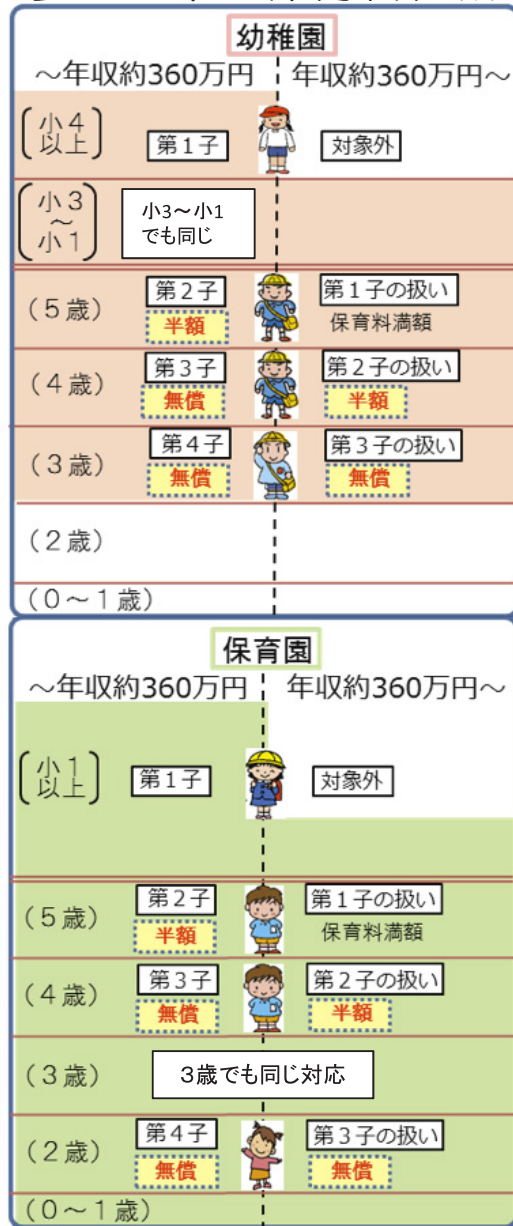 幼稚園
～年収約360万円 年収約360万円～
小４以上 第１子 対象外
小３～小１ 小3～小1
でも同じ
（５歳） 第２子 第１子の扱い
半額 保育料満額
（４歳） 第３子 第２子の扱い
無償 半額
（３歳） 第４子 第３子の扱い
無償 無償
（２歳）
（０～１歳）
保育園
～年収約360万円 年収約360万円～
小１以上 第１子 対象外
（５歳） 第２子 第１子の扱い
半額 保育料満額
（４歳） 第３子 第２子の扱い
無償 半額
（３歳） ３歳でも同じ対応
（２歳） 第４子 第３子の扱い
無償 無償
（０～１歳）